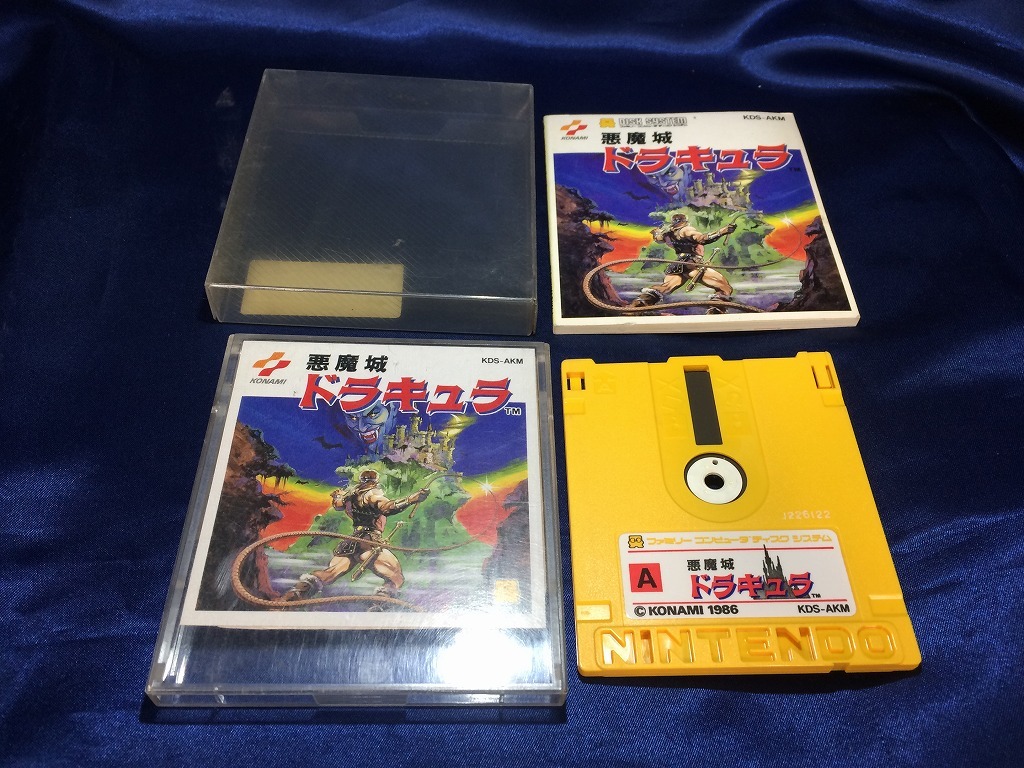 KONAMI
DISK SYSTEM
KDS-AKM
悪魔城
ドラキュラ
TM
KONAMI
悪魔城
KDS-AKM
ドラキュラ
TM
J226122
ファミリー コンピュータ ディスク システム
A
悪魔城
ドラキュラ
TM
©KONAMI 1986
KDS-AKM
NINTENDO